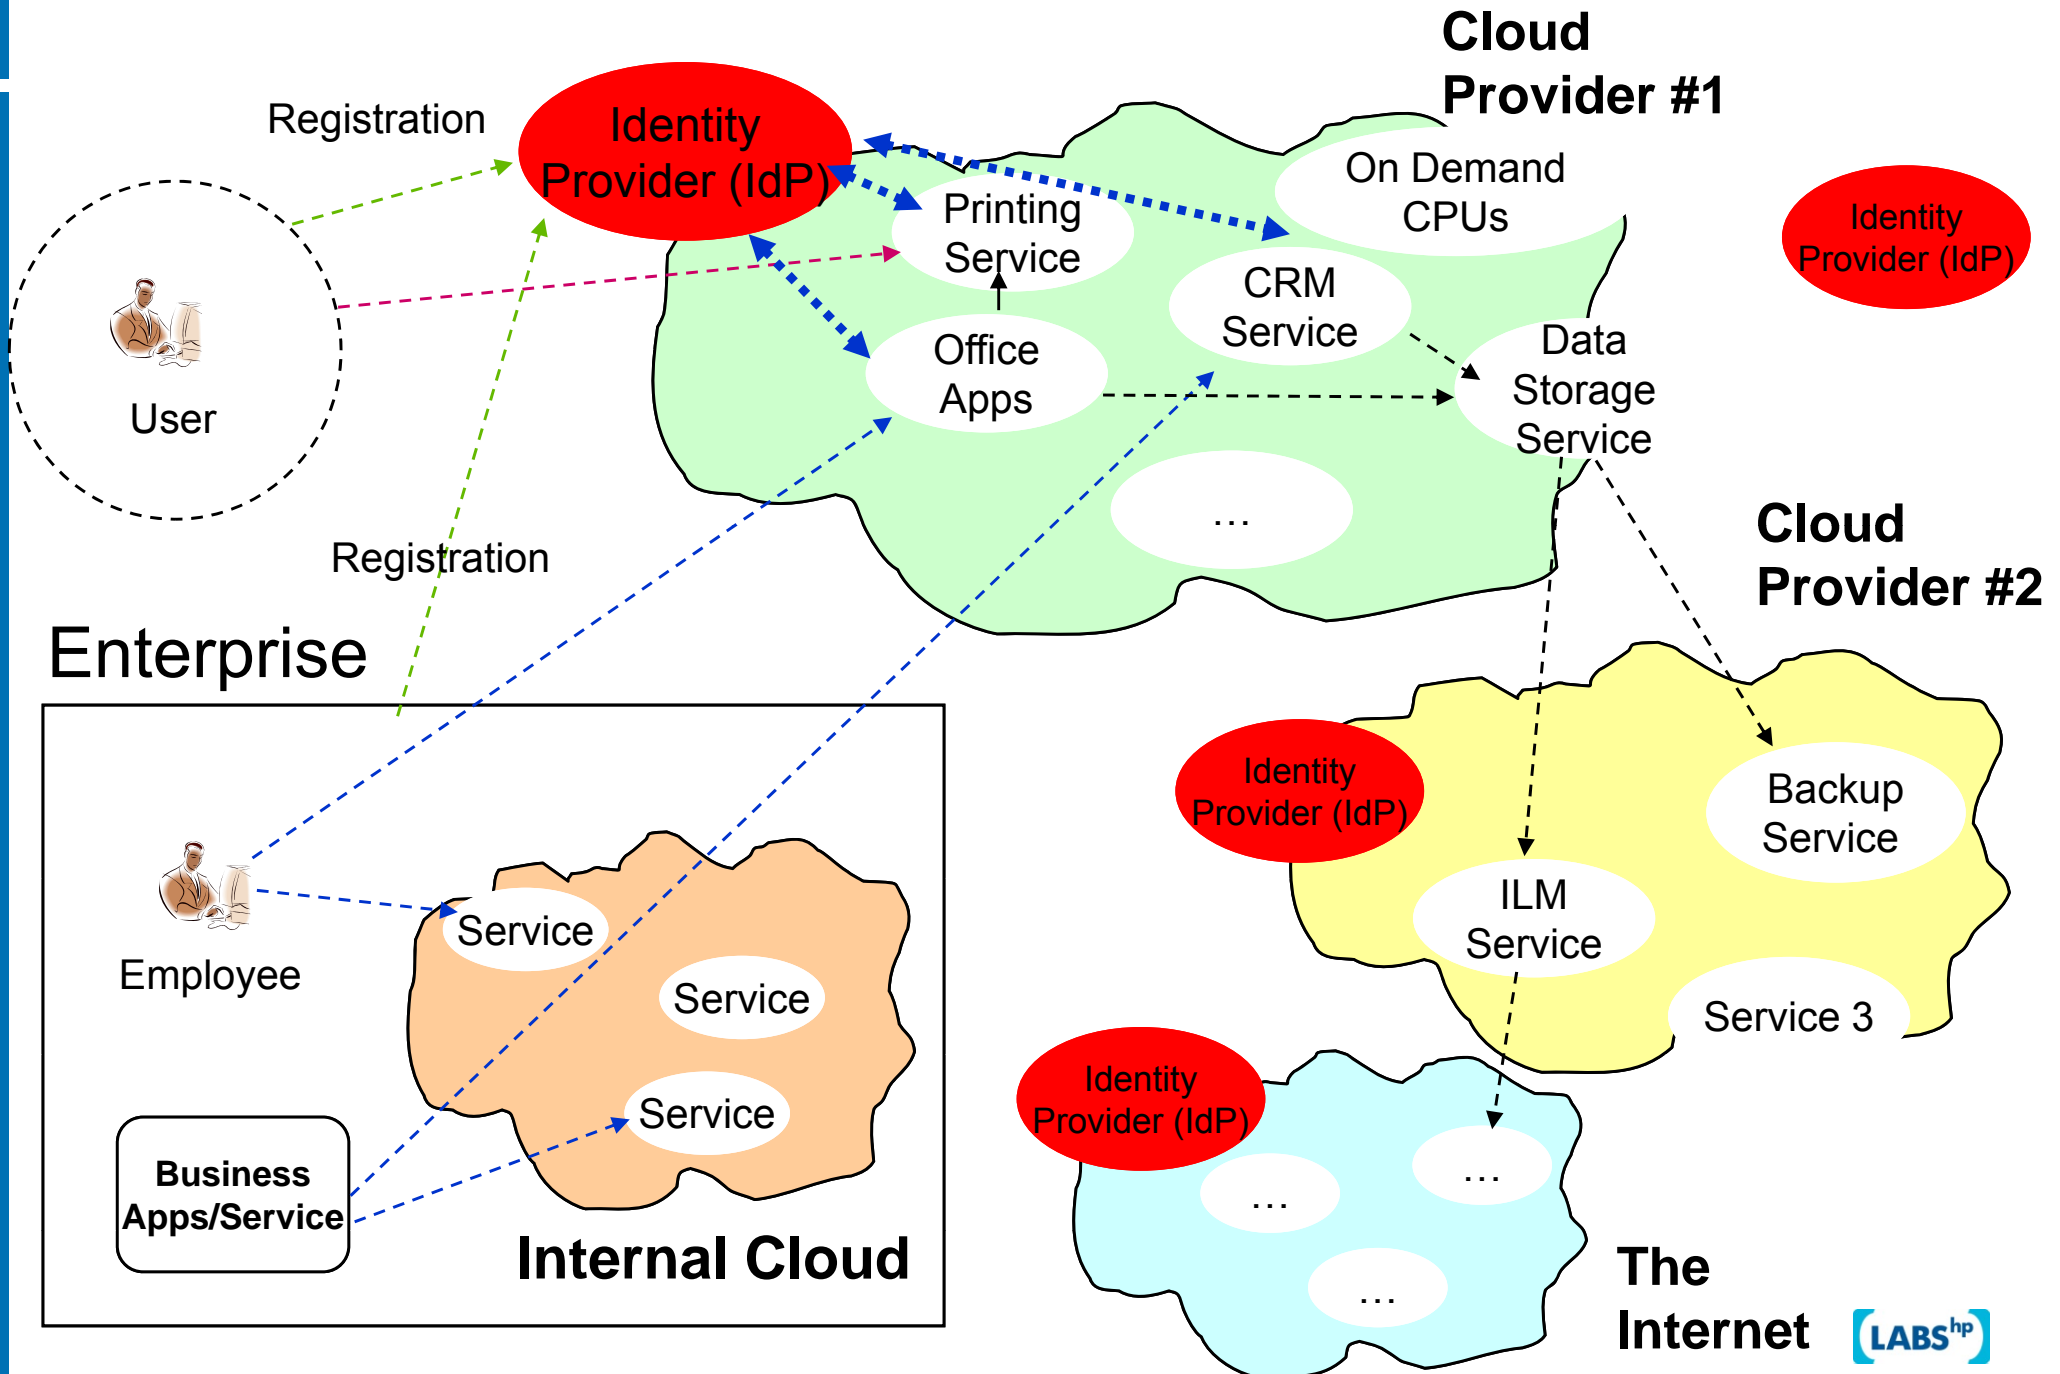 Cloud
Provider #1
Registration
Identity
Provider (IdP)
On Demand
CPUs
Printing
Service
Identity
Provider (IdP)
CRM
Service
Office
Apps
Data
Storage
Service
User
...
Cloud
Provider #2
Registration
Enterprise
Identity
Provider (IdP)
Backup
Service
ILM
Service
Service 3
Employee
Service
Service
Service
Business
Apps/Service
Internal Cloud
Identity
Provider (IdP)
...
...
...
The
Internet
LABS hp